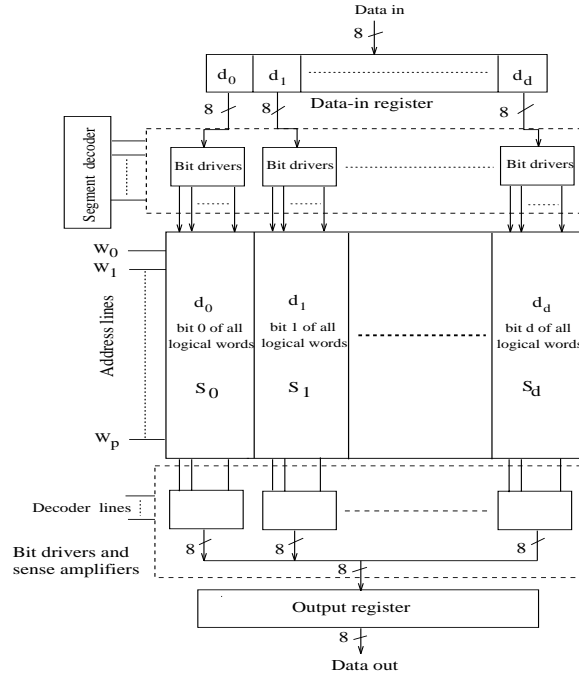 Data in
8
d0 d1 dd
8 8 Data-in register 8
Segment decoder
Bit drivers Bit drivers Bit drivers
W0
W1
Address lines
Wp
d0 d1 dd
bit 0 of all bit 1 of all bit d of all
logical words logical words logical words
S0 S1 Sd
Decoder lines
Bit drivers and
sense amplifiers
8 8 8
8
Output register
8
Data out